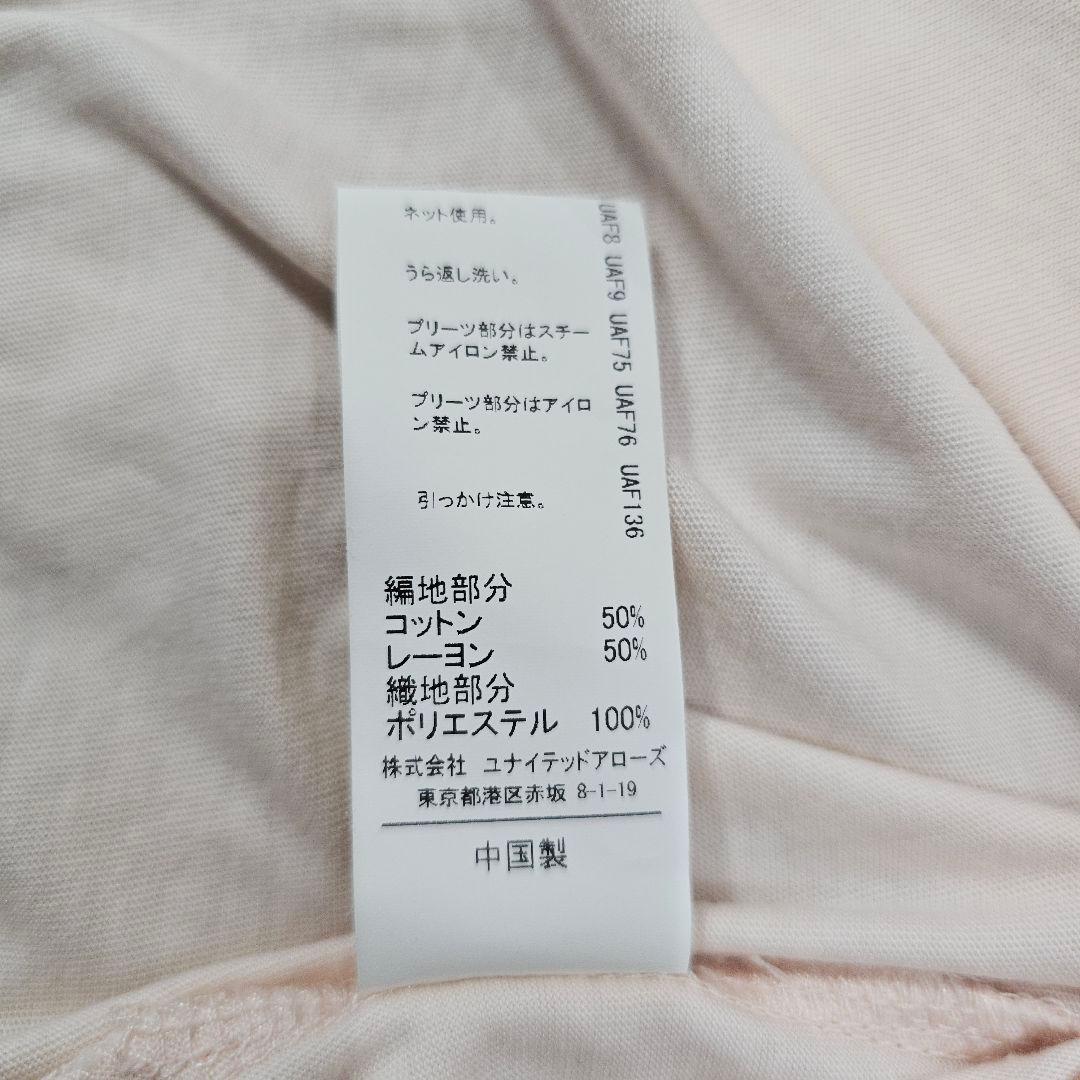 ネット使用。
うら返し洗い。
プリーツ部分はスチー
ムアイロン禁止。
プリーツ部分はアイロ
ン禁止。
引っかけ注意。
UAF8 UAF9 UAF75 UAF76 UAF136
編地部分
コットン 50%
レーヨン 50%
織地部分
ポリエステル 100%
株式会社 ユナイテッドアローズ
東京都港区赤坂 8-1-19
中国製